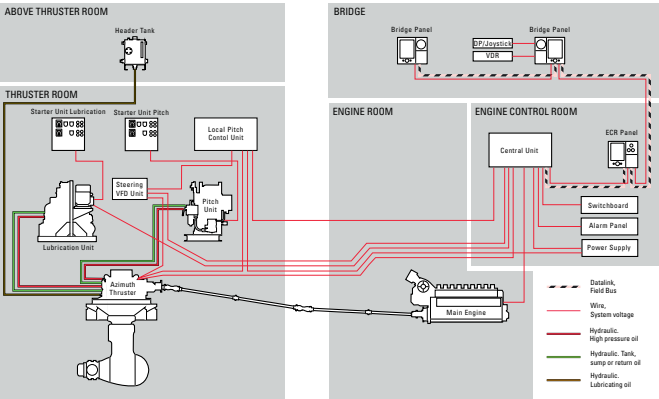 ABOVE THRUSTER ROOM
Header Tank
BRIDGE
Bridge Panel
Bridge Panel
DP/Joystick
VDR
THRUSTER ROOM
Starter Unit Lubrication
Starter Unit Pitch
Local Pitch
Contol Unit
Steering
VFD Unit
Pitch
Unit
Lubrication Unit
Azimuth
Thruster
ENGINE ROOM
Main Engine
ENGINE CONTROL ROOM
ECR Panel
Central Unit
Switchboard
Alarm Panel
Power Supply
Datalink,
Field Bus
Wire,
System voltage
Hydraulic.
High pressure oil
Hydraulic. Tank,
sump or return oil
Hydraulic.
Lubricating oil